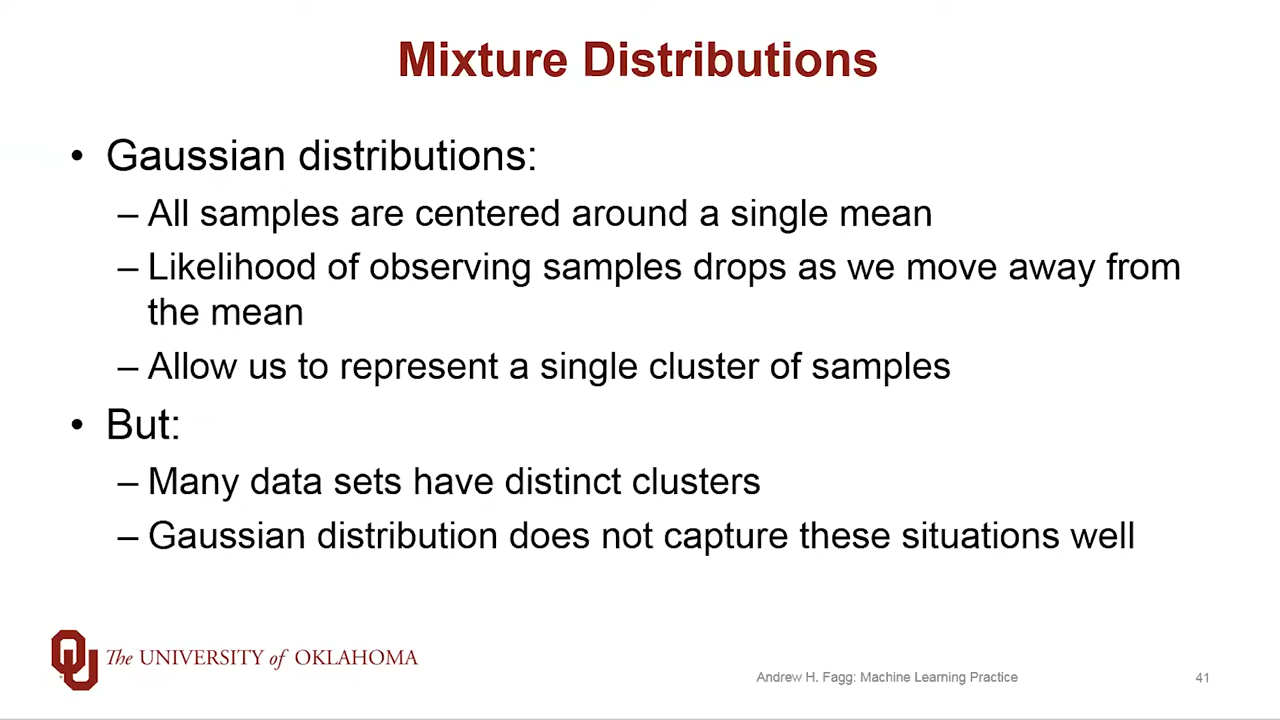 Mixture Distributions
• Gaussian distributions:
– All samples are centered around a single mean
– Likelihood of observing samples drops as we move away from
the mean
– Allow us to represent a single cluster of samples
• But:
– Many data sets have distinct clusters
– Gaussian distribution does not capture these situations well
The UNIVERSITY of OKLAHOMA
Andrew H. Fagg: Machine Learning Practice
41